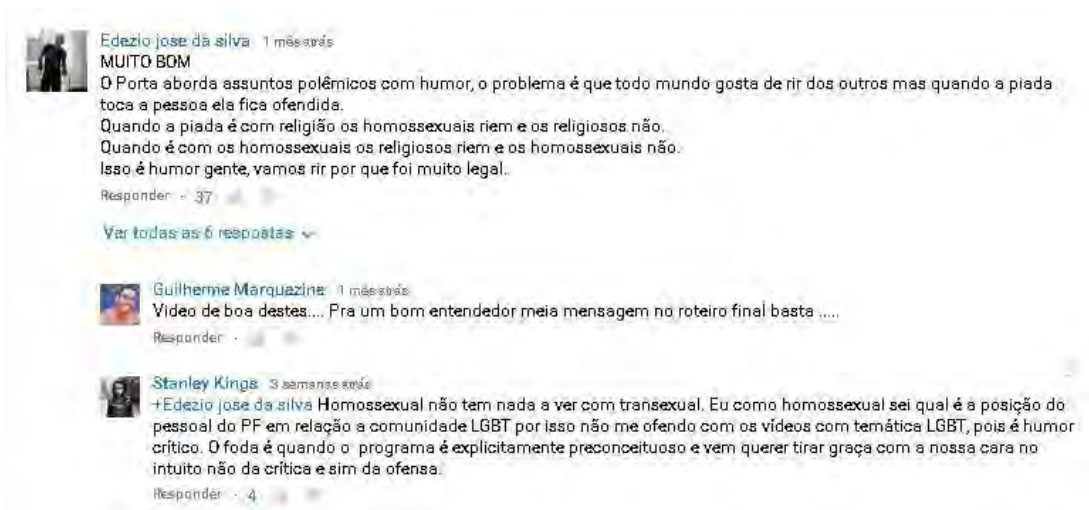 Edezio jose da silva 1 mês atrás
MUITO BOM
O Porta aborda assuntos polêmicos com humor, o problema é que todo mundo gosta de rir dos outros mas quando a piada
toca a pessoa ela fica ofendida.
Quando a piada é com religião os homossexuais riem e os religiosos não.
Quando é com os homossexuais os religiosos riem e os homossexuais não.
Isso é humor gente, vamos rir por que foi muito legal.
Responder · 37
Ver todas as 6 respostas
Guilherme Marquezine 1 mês atrás
Video de boa destes.... Pra um bom entendedor meia mensagem no roteiro final basta .....
Responder ·
Stanley Kings 3 semanas atrás
+Edezio jose da silva Homossexual não tem nada a ver com transexual. Eu como homossexual sei qual é a posição do
pessoal do PF em relação a comunidade LGBT por isso não me ofendo com os vídeos com temática LGBT, pois é humor
crítico. O foda é quando o programa é explicitamente preconceituoso e vem querer tirar graça com a nossa cara no
intuito não da crítica e sim da ofensa.
Responder · 4